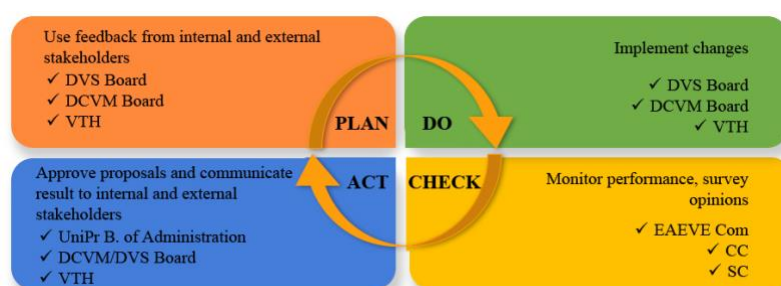 Use feedback from internal and external
stakeholders
✓ DVS Board
✓ DCVM Board
✓ VTH
PLAN
Implement changes
✓ DVS Board
✓ DCVM Board
✓ VTH
DO
Approve proposals and communicate
result to internal and external
stakeholders
✓ UniPr B. of Administration
✓ DCVM/DVS Board
✓ VTH
ACT
CHECK
Monitor performance, survey
opinions
✓ EAEVE Com
✓ CC
✓ SC